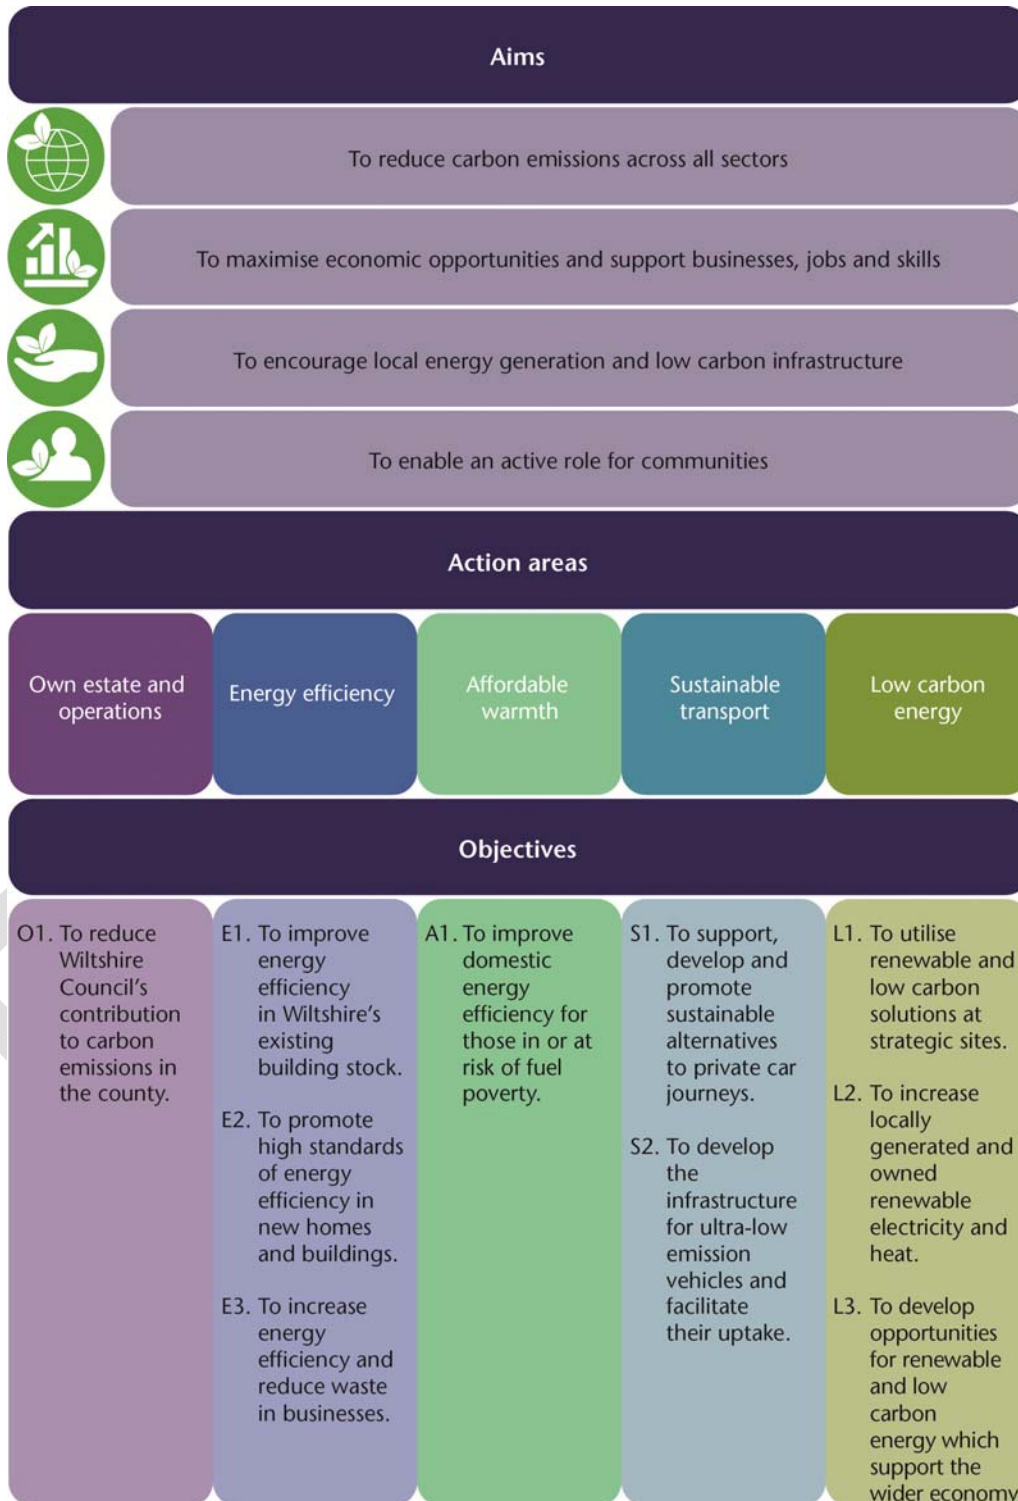 Aims
To reduce carbon emissions across all sectors
To maximise economic opportunities and support businesses, jobs and skills
To encourage local energy generation and low carbon infrastructure
To enable an active role for communities
Action areas
Own estate and
operations
Energy efficiency
Affordable
warmth
Sustainable
transport
Low carbon
energy
Objectives
O1. To reduce
Wiltshire
Council's
contribution
to carbon
emissions in
the county.
E1. To improve
energy
efficiency
in Wiltshire's
existing
building stock.
E2. To promote
high standards
of energy
efficiency in
new homes
and buildings.
E3. To increase
energy
efficiency and
reduce waste
in businesses.
A1. To improve
domestic
energy
efficiency for
those in or at
risk of fuel
poverty.
S1. To support,
develop and
promote
sustainable
alternatives
to private car
journeys.
S2. To develop
the
infrastructure
for ultra-low
emission
vehicles and
facilitate
their uptake.
L1. To utilise
renewable and
low carbon
solutions at
strategic sites.
L2. To increase
locally
generated and
owned
renewable
electricity and
heat.
L3. To develop
opportunities
for renewable
and low
carbon
energy which
support the
wider economy